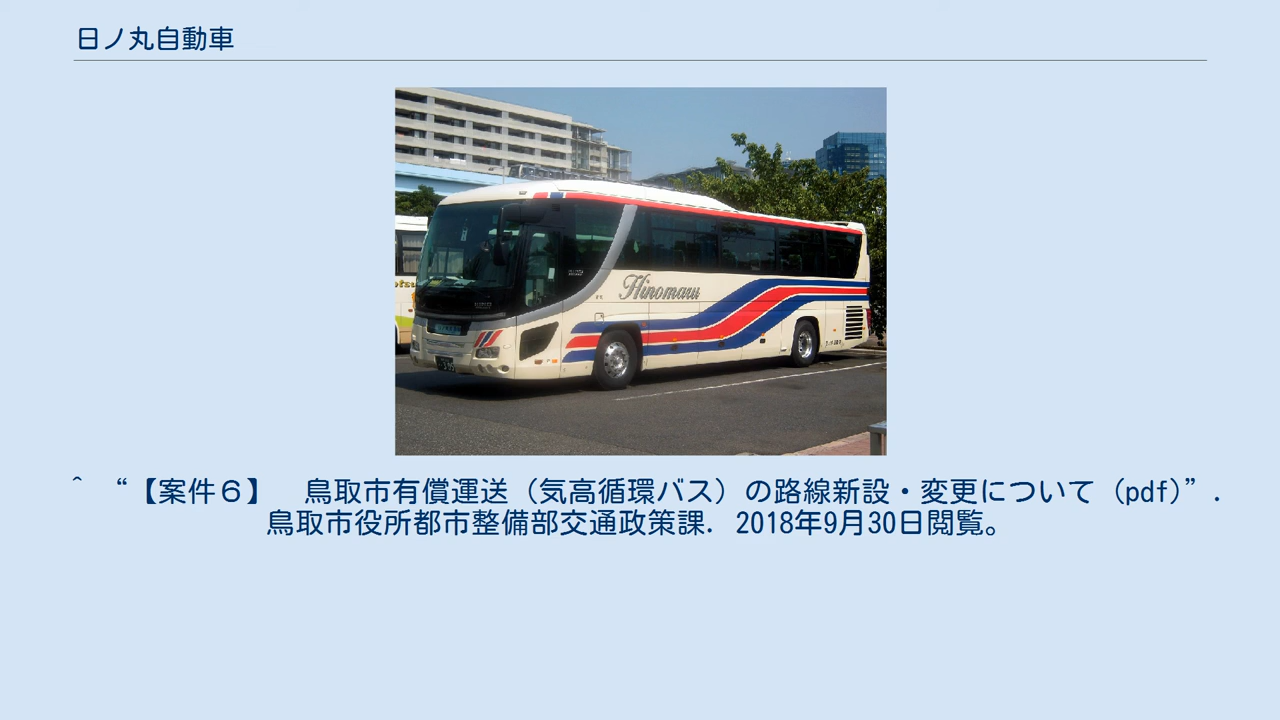 日ノ丸自動車
Hinomaru
^ “【案件６】　鳥取市有償運送（気高循環バス）の路線新設・変更について（pdf）”．
鳥取市役所都市整備部交通政策課．2018年9月30日閲覧。